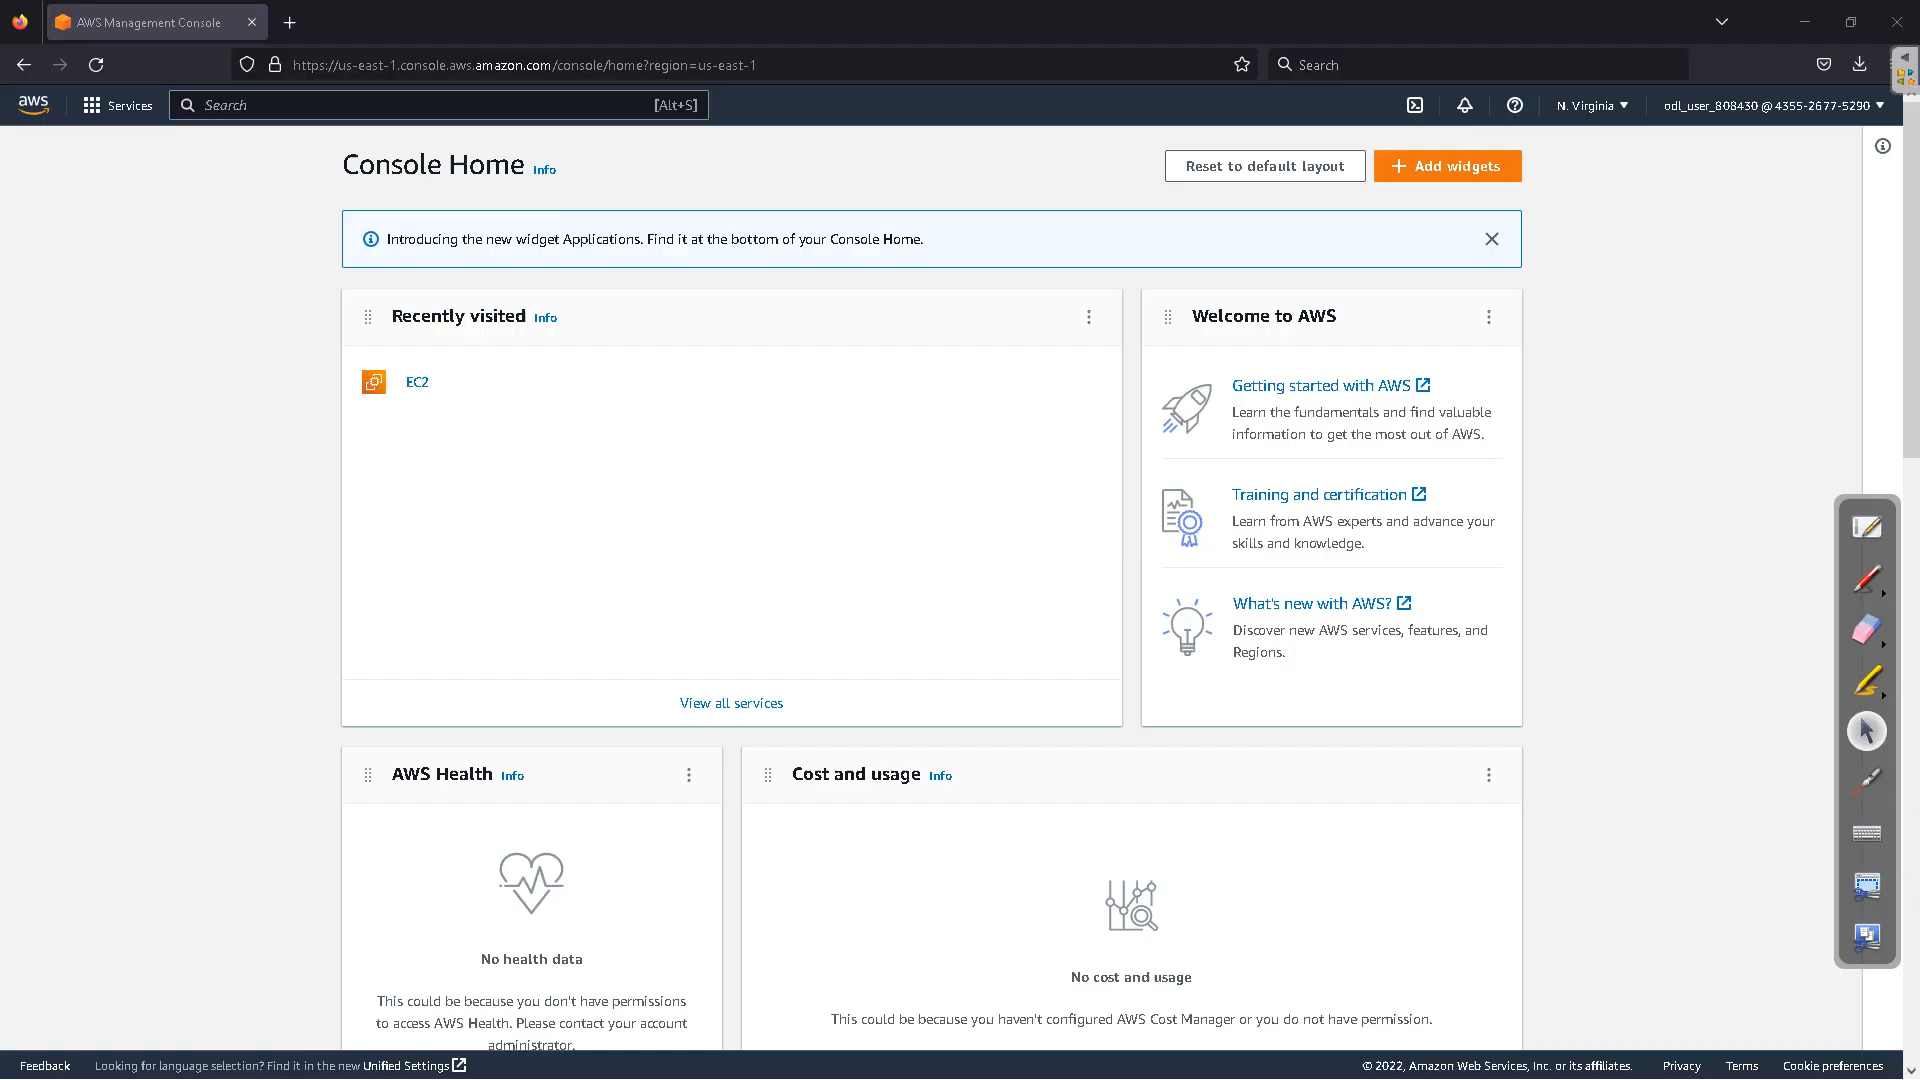 AWS Management Console
https://us-east-1.console.aws.amazon.com/console/home?region=us-east-1
Search
aws
Services
Search
[Alt+S]
N. Virginia
odl_user_808430 @ 4355-2677-5290
Console Home Info
Reset to default layout
Add widgets
Introducing the new widget Applications. Find it at the bottom of your Console Home.
Recently visited Info
EC2
View all services
Welcome to AWS
Getting started with AWS
Learn the fundamentals and find valuable
information to get the most out of AWS.
Training and certification
Learn from AWS experts and advance your
skills and knowledge.
What's new with AWS?
Discover new AWS services, features, and
Regions.
AWS Health Info
No health data
This could be because you don't have permissions
to access AWS Health. Please contact your account
administrator.
Cost and usage Info
No cost and usage
This could be because you haven't configured AWS Cost Manager or you do not have permission.
Feedback
Looking for language selection? Find it in the new Unified Settings
© 2022, Amazon Web Services, Inc. or its affiliates.
Privacy
Terms
Cookie preferences